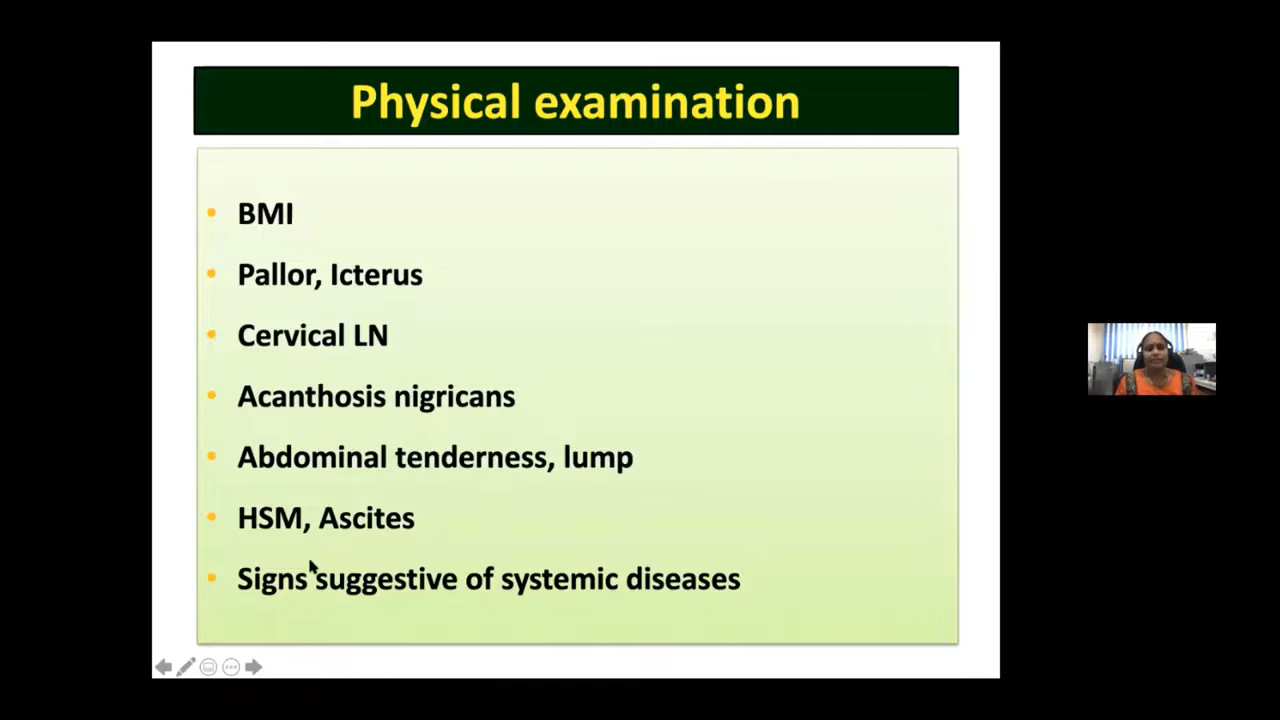 Physical examination
• BMI
• Pallor, Icterus
• Cervical LN
• Acanthosis nigricans
• Abdominal tenderness, lump
• HSM, Ascites
• Signs suggestive of systemic diseases